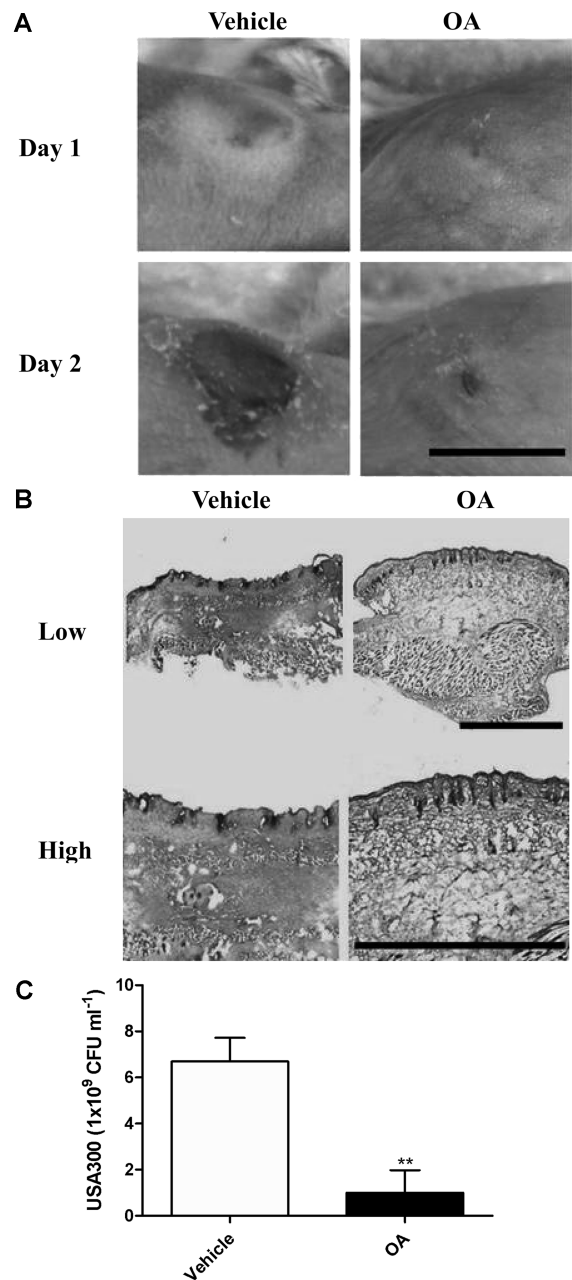 A
Vehicle
OA
Day 1
Day 2
B
Vehicle
OA
Low
High
C
USA300 (1x10⁹ CFU ml⁻¹)
10
8
6
4
2
0
**
Vehicle
OA